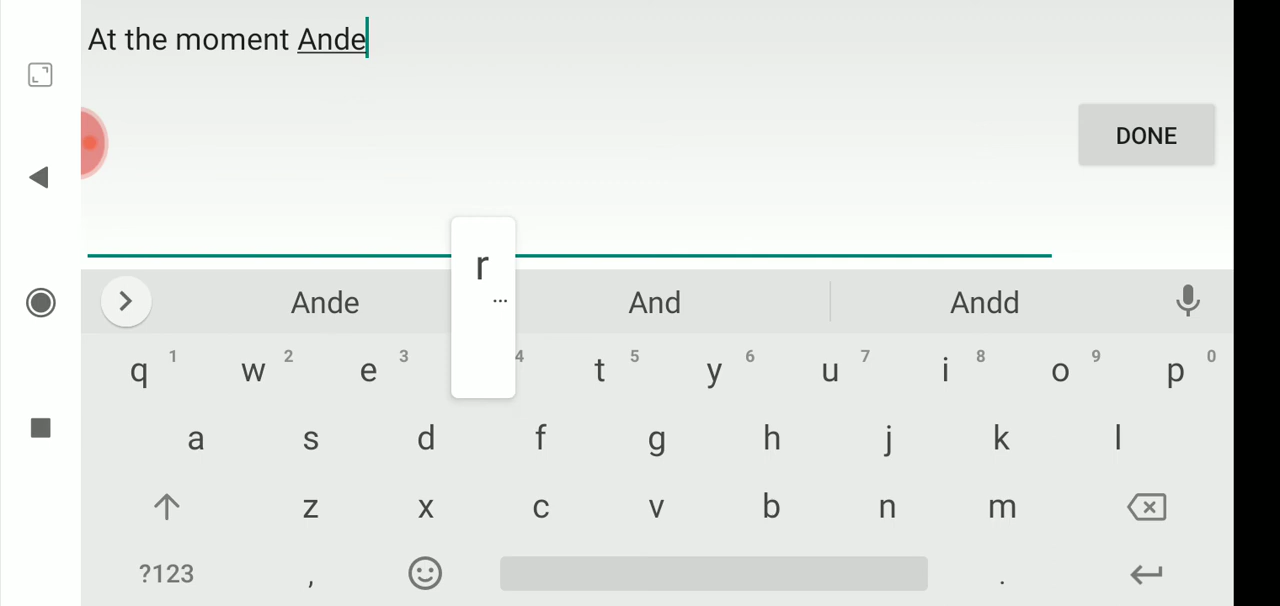 At the moment Ande
DONE
r
...
Ande And Andd
q 1 w 2 e 3 4 t 5 y 6 u 7 i 8 o 9 p 0
a s d f g h j k l
z x c v b n m
?123 , .